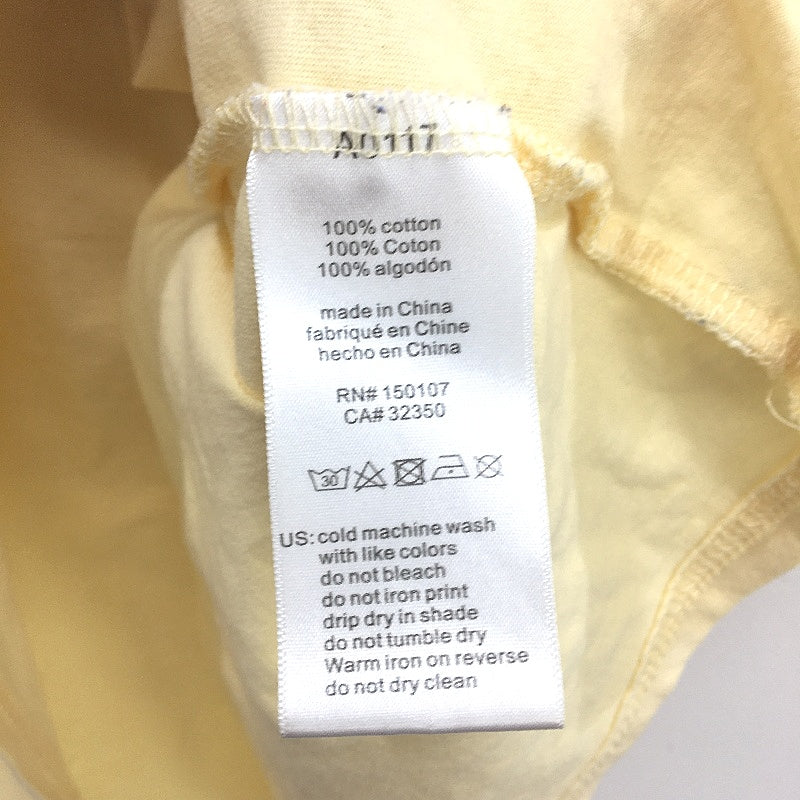 A0117
100% cotton
100% Coton
100% algodón
made in China
fabriqué en Chine
hecho en China
RN# 150107
CA# 32350
30
US: cold machine wash
with like colors
do not bleach
do not iron print
drip dry in shade
do not tumble dry
Warm iron on reverse
do not dry clean